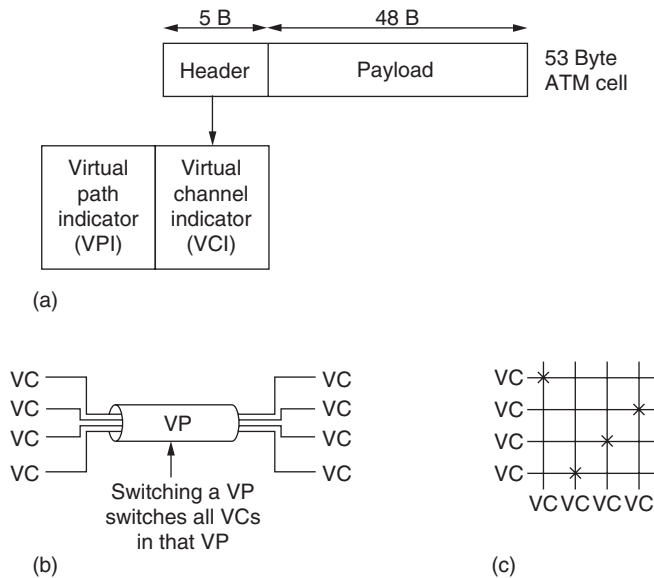 5 B
48 B
Header
Payload
53 Byte
ATM cell
Virtual
path
indicator
(VPI)
Virtual
channel
indicator
(VCI)
(a)
VC
VC
VC
VC
VP
VC
VC
VC
VC
Switching a VP
switches all VCs
in that VP
(b)
VC
VC
VC
VC
VC VC VC VC
(c)